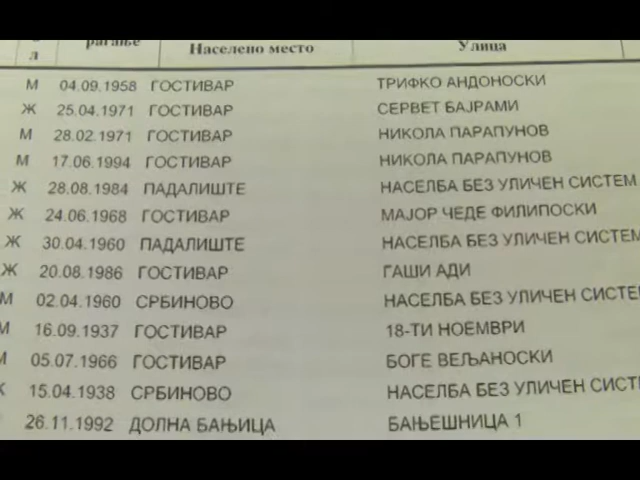 л рагање Населено место Улица
М 04.09.1958 ГОСТИВАР ТРИФКО АНДОНОСКИ
Ж 25.04.1971 ГОСТИВАР СЕРВЕТ БАЈРАМИ
М 28.02.1971 ГОСТИВАР НИКОЛА ПАРАПУНОВ
М 17.06.1994 ГОСТИВАР НИКОЛА ПАРАПУНОВ
Ж 28.08.1984 ПАДАЛИШТЕ НАСЕЛБА БЕЗ УЛИЧЕН СИСТЕМ
Ж 24.06.1968 ГОСТИВАР МАЈОР ЧЕДЕ ФИЛИПОСКИ
Ж 30.04.1960 ПАДАЛИШТЕ НАСЕЛБА БЕЗ УЛИЧЕН СИСТЕМ
Ж 20.08.1986 ГОСТИВАР ГАШИ АДИ
М 02.04.1960 СРБИНОВО НАСЕЛБА БЕЗ УЛИЧЕН СИСТЕ
М 16.09.1937 ГОСТИВАР 18-ТИ НОЕМВРИ
М 05.07.1966 ГОСТИВАР БОГЕ ВЕЉАНОСКИ
Ж 15.04.1938 СРБИНОВО НАСЕЛБА БЕЗ УЛИЧЕН СИСТ
26.11.1992 ДОЛНА БАЊИЦА БАЊЕШНИЦА 1